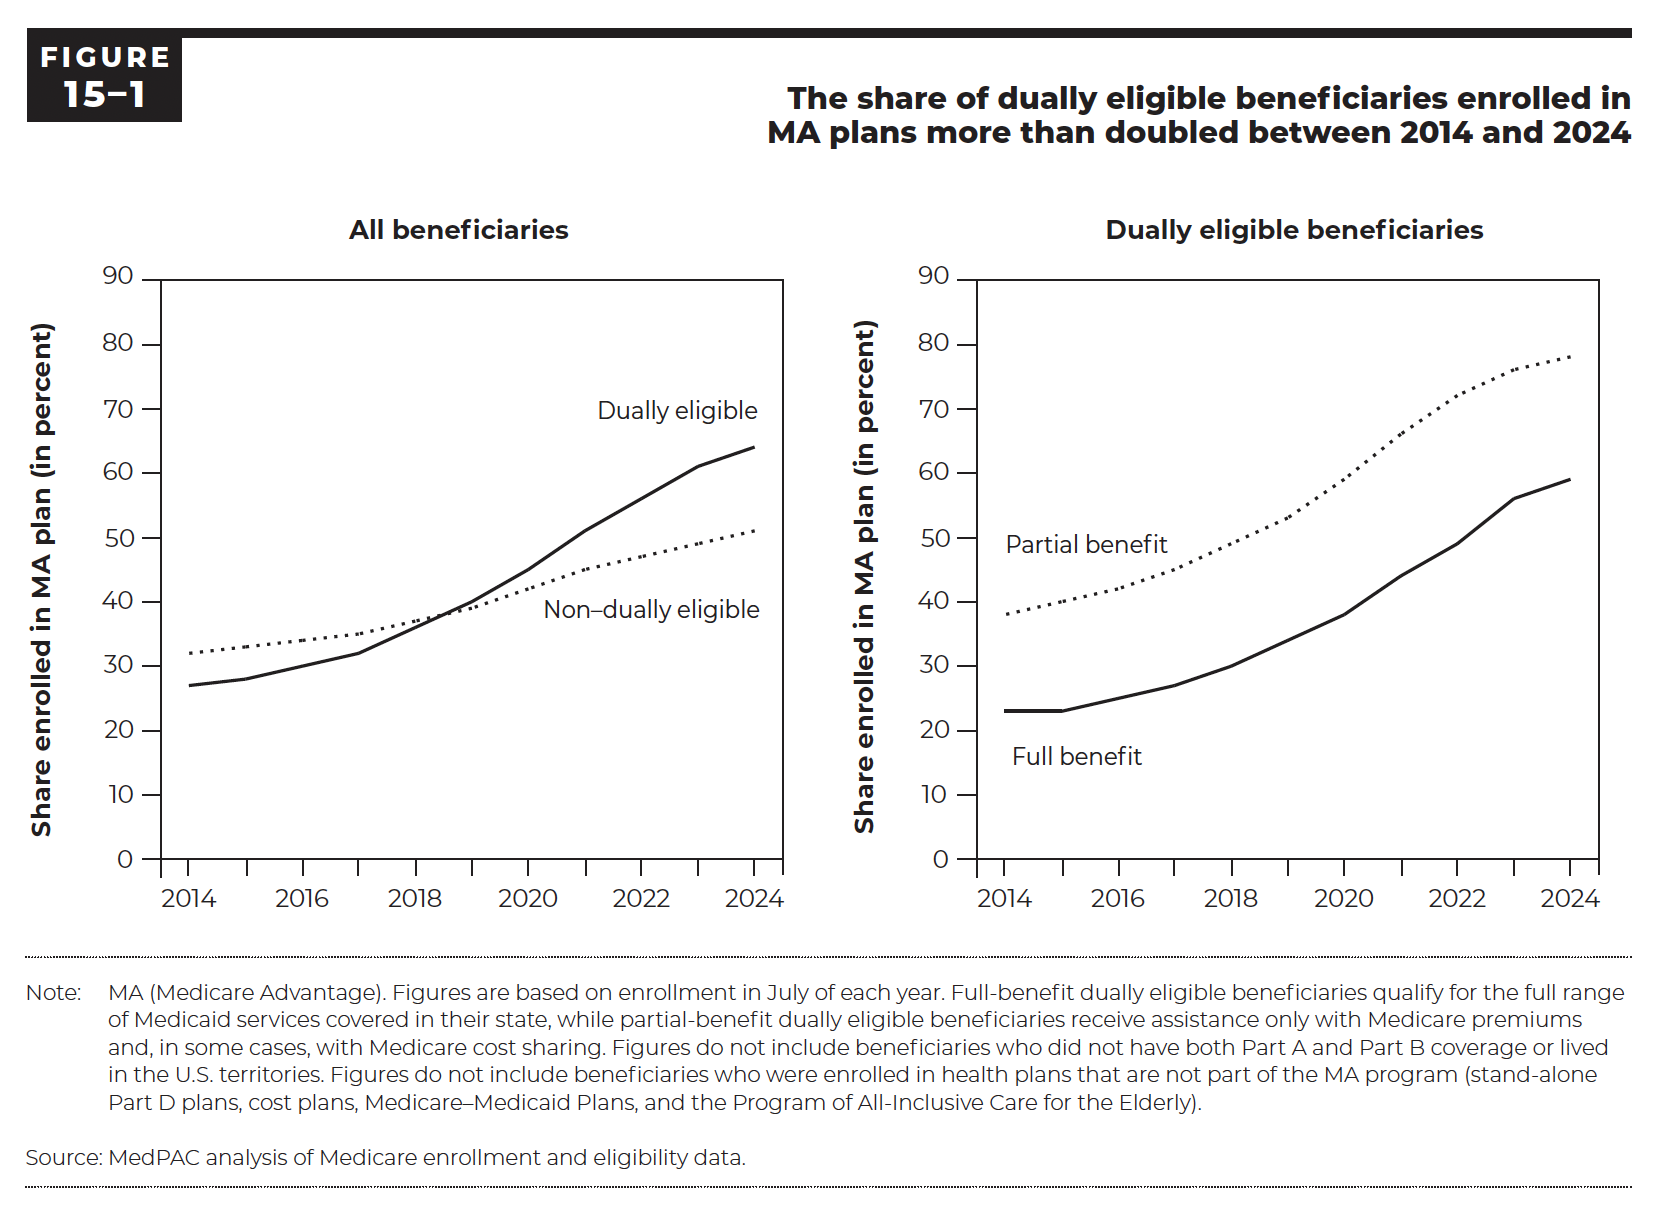 FIGURE
15–1
The share of dually eligible beneficiaries enrolled in
MA plans more than doubled between 2014 and 2024
All beneficiaries
Share enrolled in MA plan (in percent)
90
80
70
60
50
40
30
20
10
0
Dually eligible
Non–dually eligible
2014 2016 2018 2020 2022 2024
Dually eligible beneficiaries
Share enrolled in MA plan (in percent)
90
80
70
60
50
40
30
20
10
0
Partial benefit
Full benefit
2014 2016 2018 2020 2022 2024
Note: MA (Medicare Advantage). Figures are based on enrollment in July of each year. Full-benefit dually eligible beneficiaries qualify for the full range
of Medicaid services covered in their state, while partial-benefit dually eligible beneficiaries receive assistance only with Medicare premiums
and, in some cases, with Medicare cost sharing. Figures do not include beneficiaries who did not have both Part A and Part B coverage or lived
in the U.S. territories. Figures do not include beneficiaries who were enrolled in health plans that are not part of the MA program (stand-alone
Part D plans, cost plans, Medicare–Medicaid Plans, and the Program of All-Inclusive Care for the Elderly).
Source: MedPAC analysis of Medicare enrollment and eligibility data.